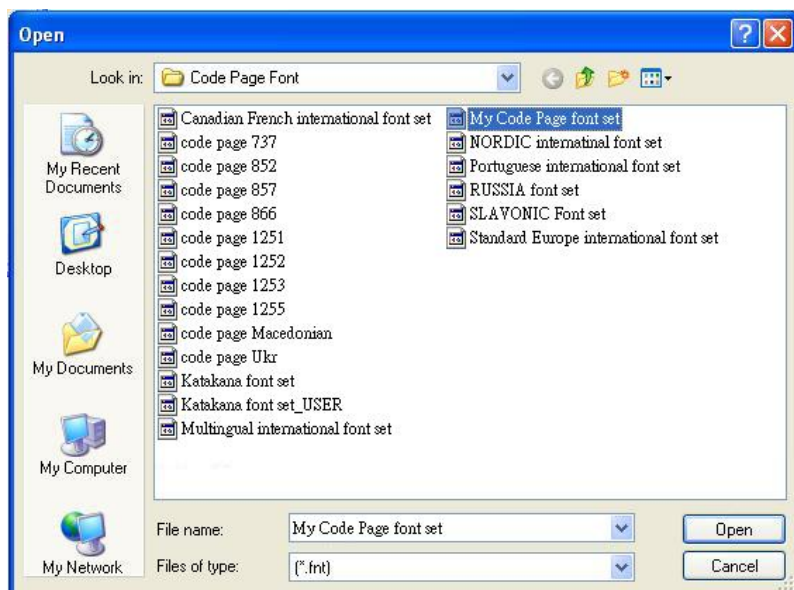 Open
Look in:
Code Page Font
My Recent
Documents
Desktop
My Documents
My Computer
My Network
Canadian French international font set
code page 737
code page 852
code page 857
code page 866
code page 1251
code page 1252
code page 1253
code page 1255
code page Macedonian
code page Ukr
Katakana font set
Katakana font set_USER
Multingual international font set
My Code Page font set
NORDIC internatinal font set
Portuguese international font set
RUSSIA font set
SLAVONIC Font set
Standard Europe international font set
File name:
My Code Page font set
Open
Files of type:
(*.fnt)
Cancel